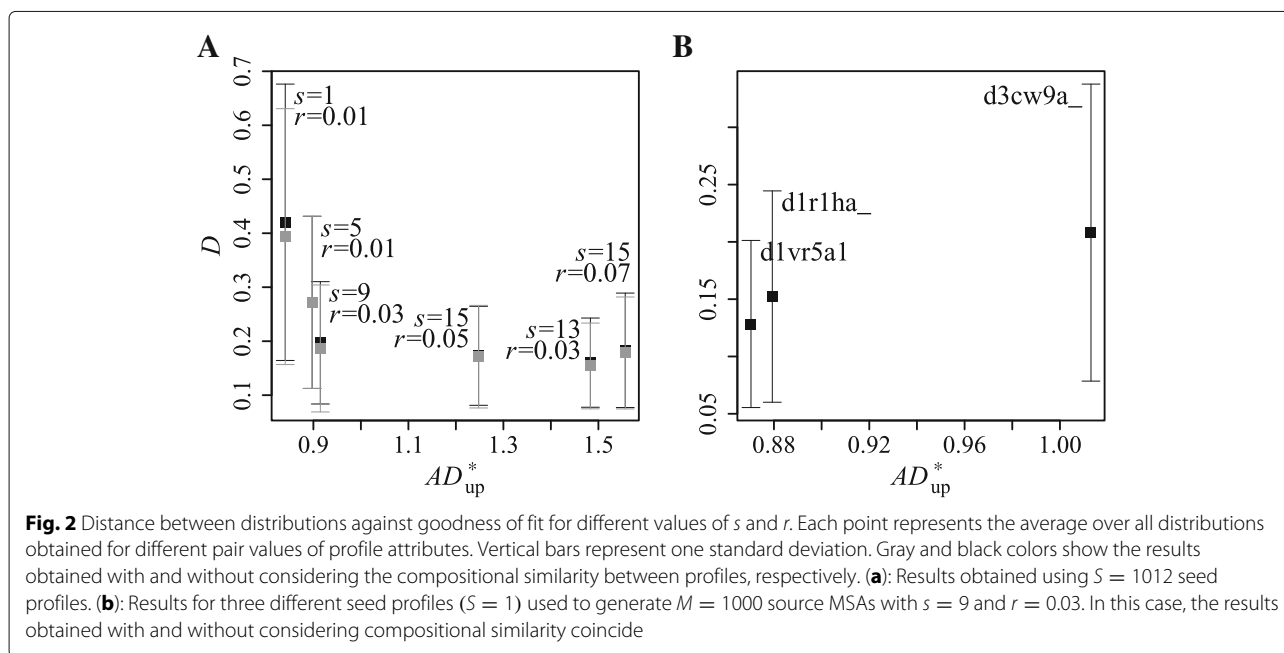 A
B
0.7
0.6
0.5
0.4
0.3
0.2
0.1
D
s=1
r=0.01
s=5
r=0.01
s=9
r=0.03
s=15
r=0.05
s=13
r=0.03
s=15
r=0.07
0.9
1.1
1.3
1.5
AD*up
0.25
0.15
0.05
d1vr5a1
d1r1ha_
d3cw9a_
0.88
0.92
0.96
1.00
AD*up
Fig. 2 Distance between distributions against goodness of fit for different values of s and r. Each point represents the average over all distributions
obtained for different pair values of profile attributes. Vertical bars represent one standard deviation. Gray and black colors show the results
obtained with and without considering the compositional similarity between profiles, respectively. (a): Results obtained using S = 1012 seed
profiles. (b): Results for three different seed profiles (S = 1) used to generate M = 1000 source MSAs with s = 9 and r = 0.03. In this case, the results
obtained with and without considering compositional similarity coincide